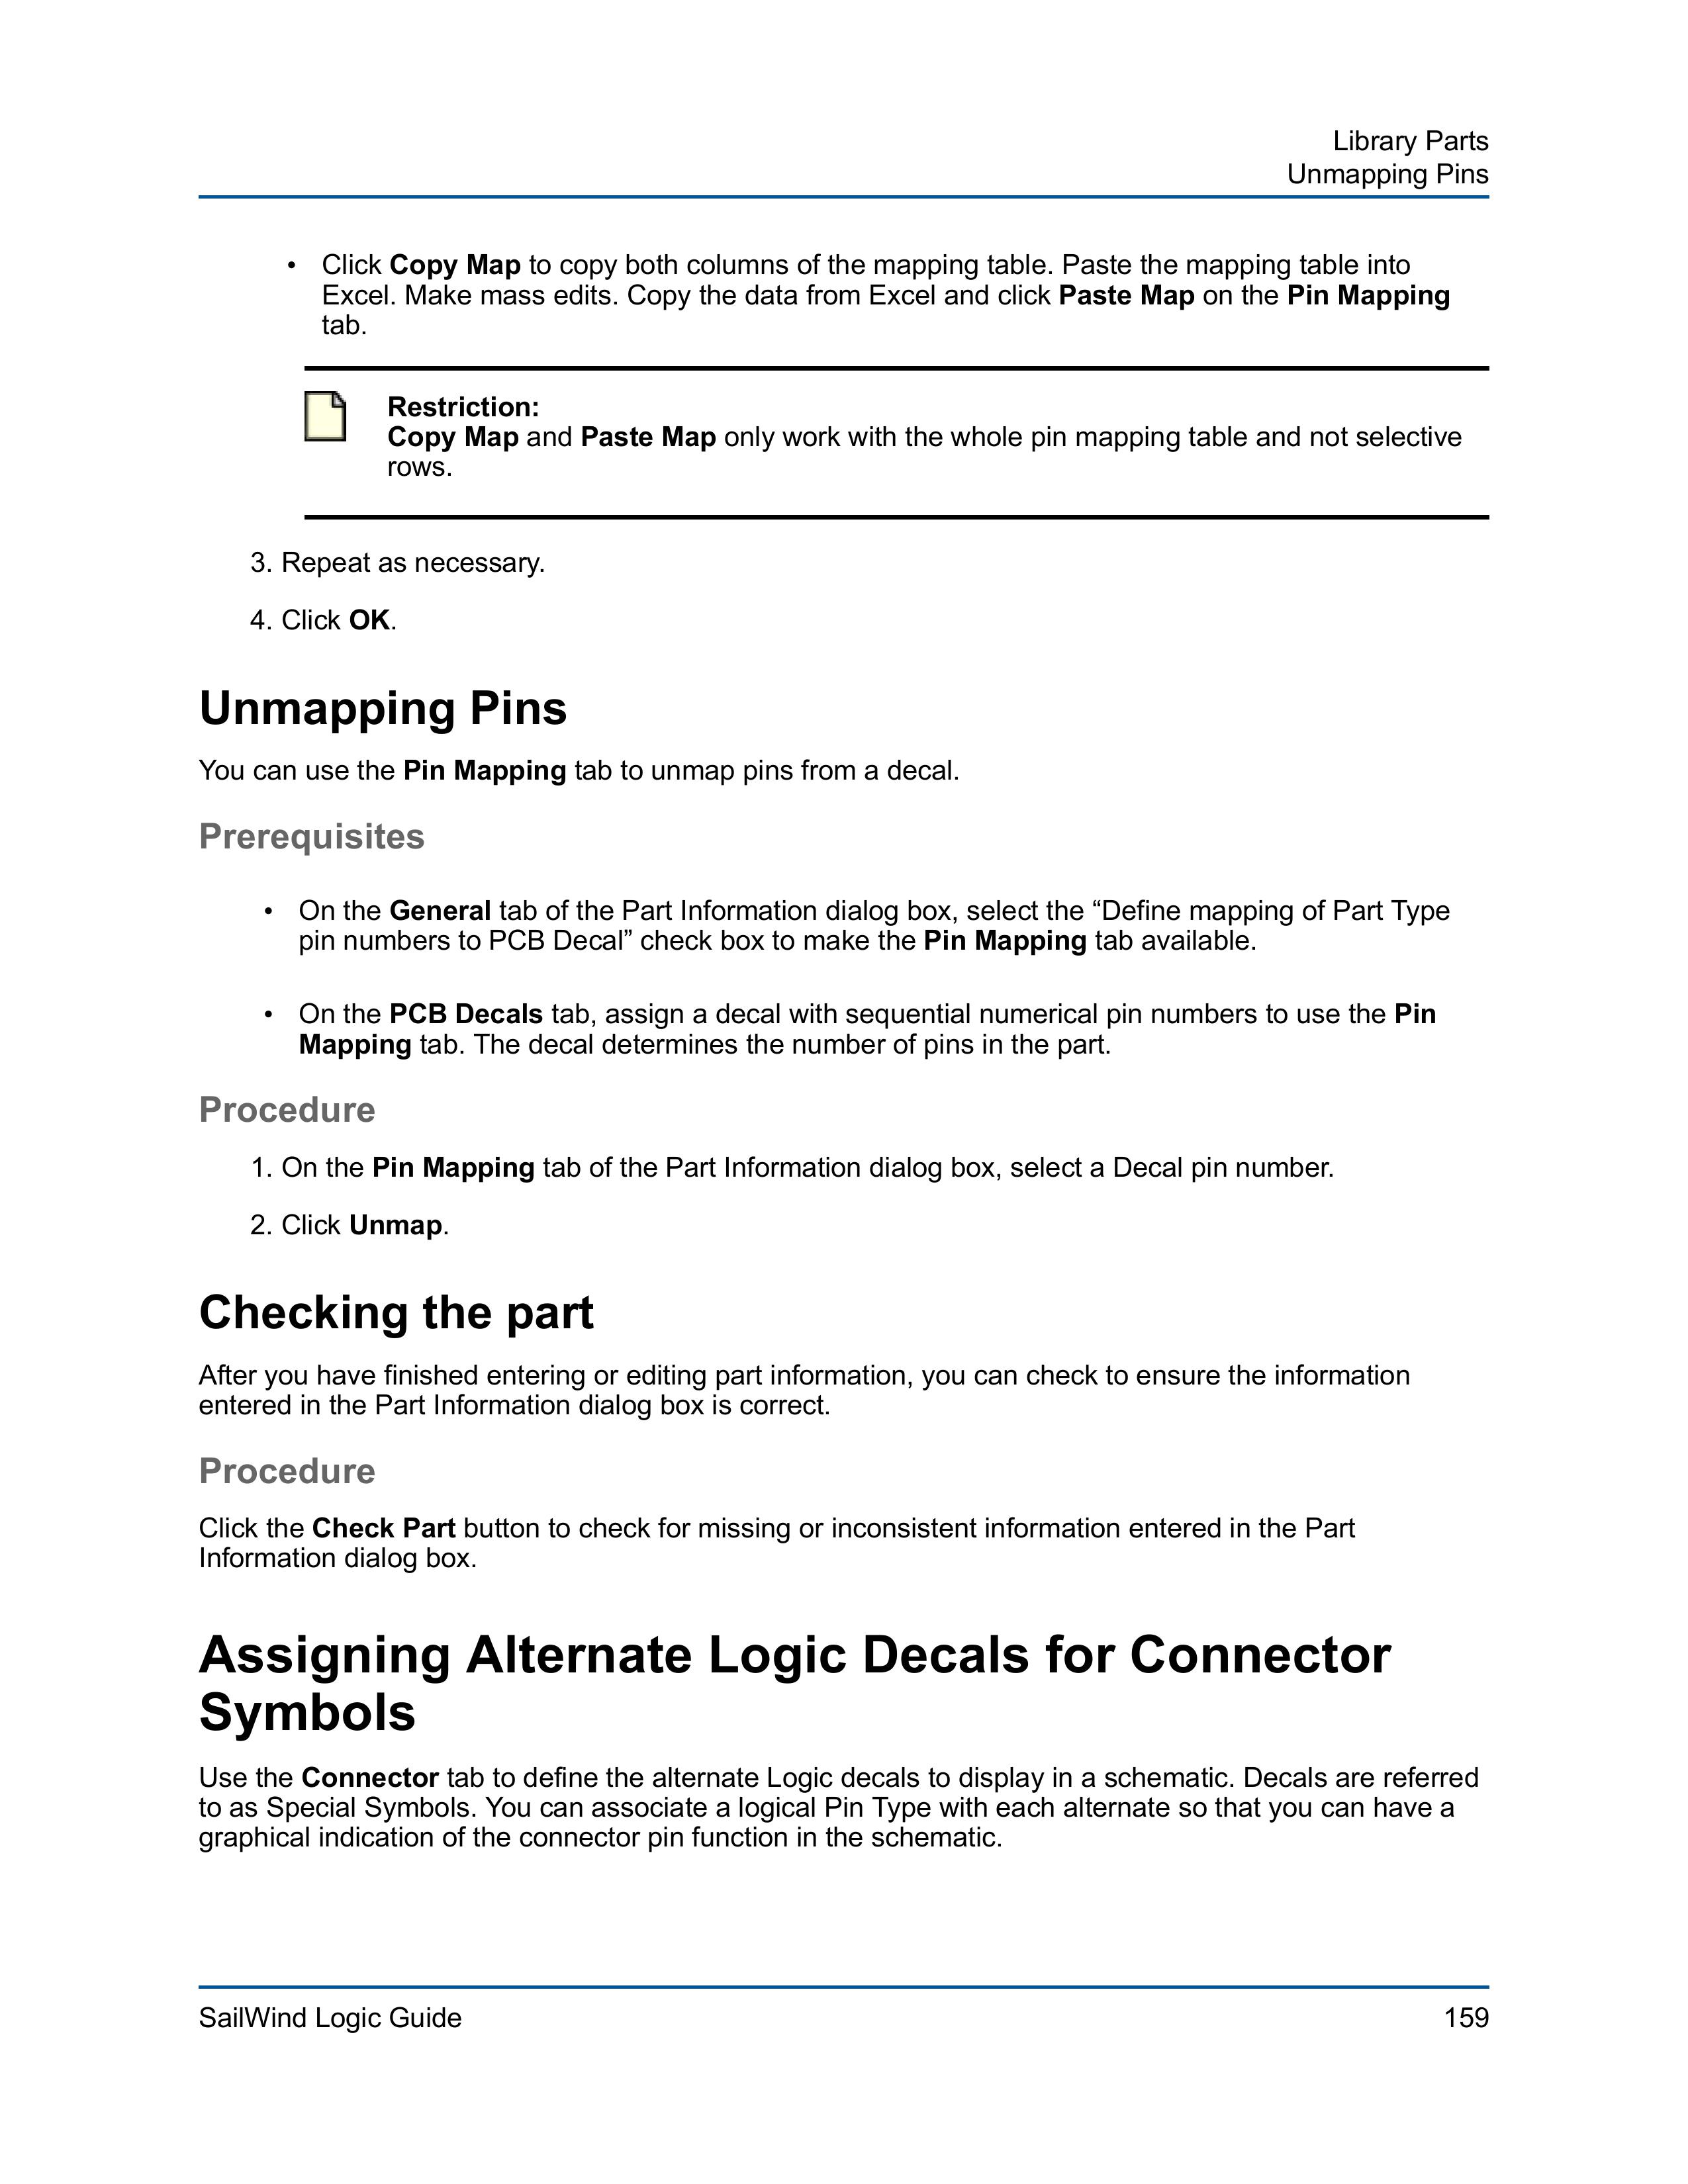 Library Parts
Unmapping Pins
• Click Copy Map to copy both columns of the mapping table. Paste the mapping table into
Excel. Make mass edits. Copy the data from Excel and click Paste Map on the Pin Mapping
tab.
Restriction:
Copy Map and Paste Map only work with the whole pin mapping table and not selective
rows.
3. Repeat as necessary.
4. Click OK.
Unmapping Pins
You can use the Pin Mapping tab to unmap pins from a decal.
Prerequisites
• On the General tab of the Part Information dialog box, select the “Define mapping of Part Type
pin numbers to PCB Decal” check box to make the Pin Mapping tab available.
• On the PCB Decals tab, assign a decal with sequential numerical pin numbers to use the Pin
Mapping tab. The decal determines the number of pins in the part.
Procedure
1. On the Pin Mapping tab of the Part Information dialog box, select a Decal pin number.
2. Click Unmap.
Checking the part
After you have finished entering or editing part information, you can check to ensure the information
entered in the Part Information dialog box is correct.
Procedure
Click the Check Part button to check for missing or inconsistent information entered in the Part
Information dialog box.
Assigning Alternate Logic Decals for Connector
Symbols
Use the Connector tab to define the alternate Logic decals to display in a schematic. Decals are referred
to as Special Symbols. You can associate a logical Pin Type with each alternate so that you can have a
graphical indication of the connector pin function in the schematic.
SailWind Logic Guide
159